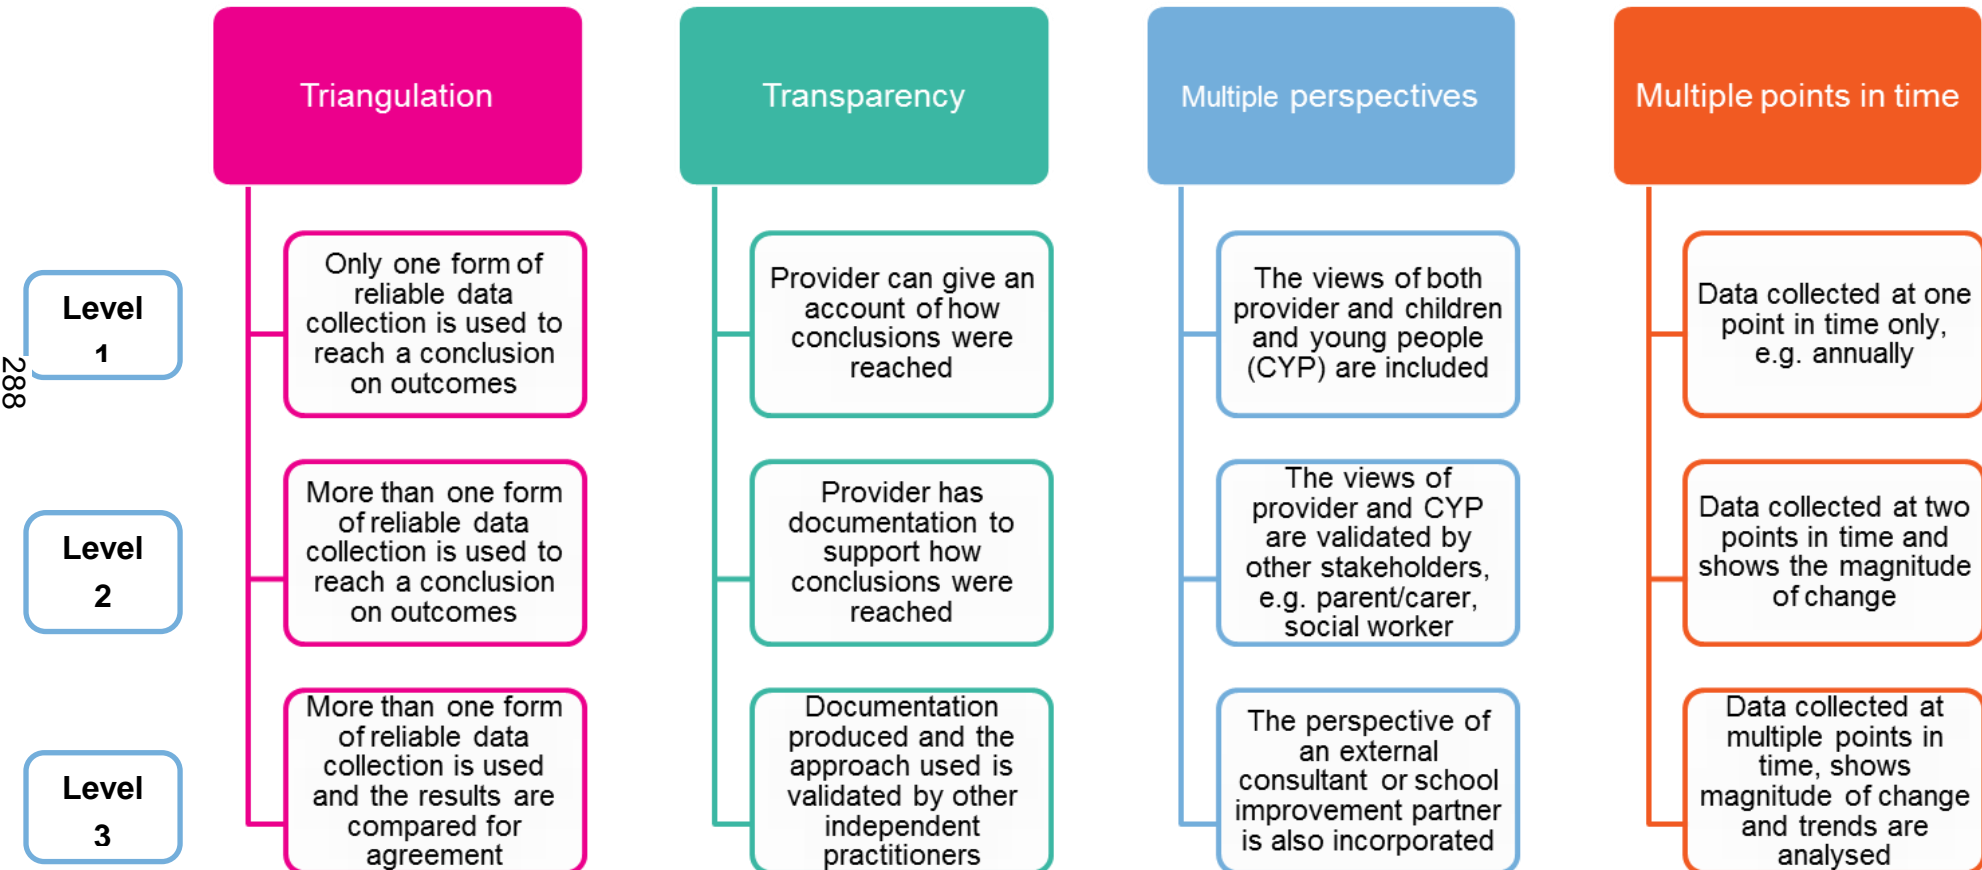 Triangulation
Transparency
Multiple perspectives
Multiple points in time
Level
1
Only one form of
reliable data
collection is used to
reach a conclusion
on outcomes
Provider can give an
account of how
conclusions were
reached
The views of both
provider and children
and young people
(CYP) are included
Data collected at one
point in time only,
e.g. annually
288
Level
2
More than one form
of reliable data
collection is used to
reach a conclusion
on outcomes
Provider has
documentation to
support how
conclusions were
reached
The views of
provider and CYP
are validated by
other stakeholders,
e.g. parent/carer,
social worker
Data collected at two
points in time and
shows the magnitude
of change
Level
3
More than one form
of reliable data
collection is used
and the results are
compared for
agreement
Documentation
produced and the
approach used is
validated by other
independent
practitioners
The perspective of
an external
consultant or school
improvement partner
is also incorporated
Data collected at
multiple points in
time, shows
magnitude of change
and trends are
analysed